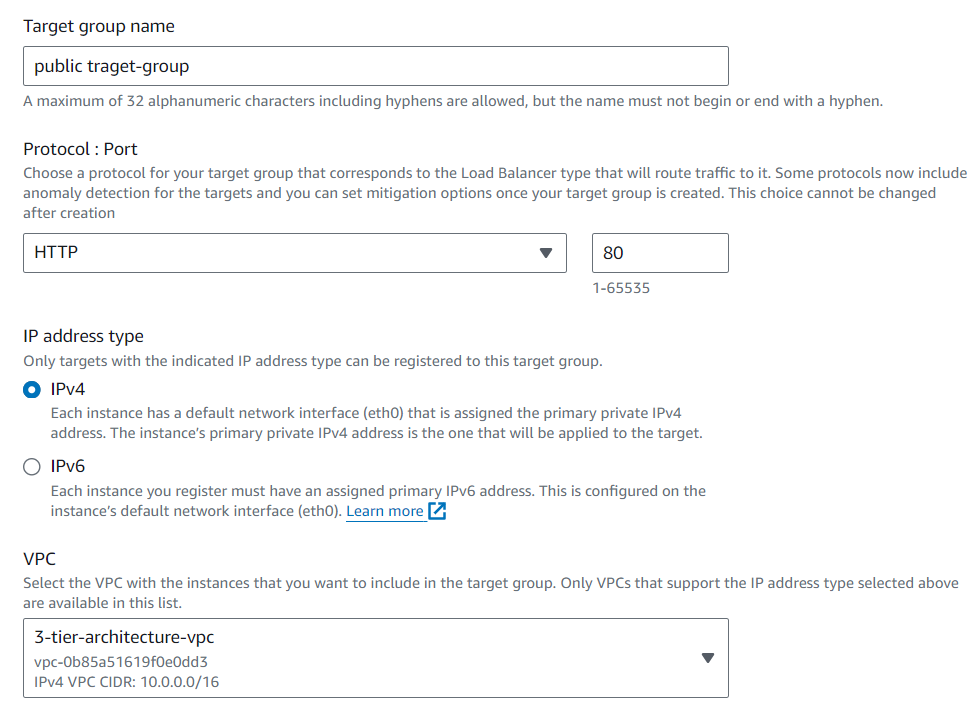 Target group name
public traget-group
A maximum of 32 alphanumeric characters including hyphens are allowed, but the name must not begin or end with a hyphen.
Protocol : Port
Choose a protocol for your target group that corresponds to the Load Balancer type that will route traffic to it. Some protocols now include
anomaly detection for the targets and you can set mitigation options once your target group is created. This choice cannot be changed
after creation
HTTP
80
1-65535
IP address type
Only targets with the indicated IP address type can be registered to this target group.
IPv4
Each instance has a default network interface (eth0) that is assigned the primary private IPv4
address. The instance's primary private IPv4 address is the one that will be applied to the target.
IPv6
Each instance you register must have an assigned primary IPv6 address. This is configured on the
instance's default network interface (eth0). Learn more
VPC
Select the VPC with the instances that you want to include in the target group. Only VPCs that support the IP address type selected above
are available in this list.
3-tier-architecture-vpc
vpc-0b85a51619f0e0dd3
IPv4 VPC CIDR: 10.0.0.0/16